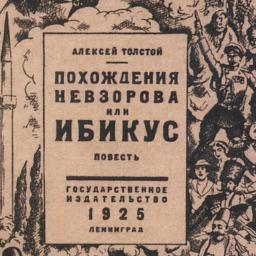 АЛЕКСЕЙ ТОЛСТОЙ
ПОХОЖДЕНИЯ
НЕВЗОРОВА
ИЛИ
ИБИКУС
ПОВЕСТЬ
ГОСУДАРСТВЕННОЕ
ИЗДАТЕЛЬСТВО
1925
ЛЕНИНГРАД